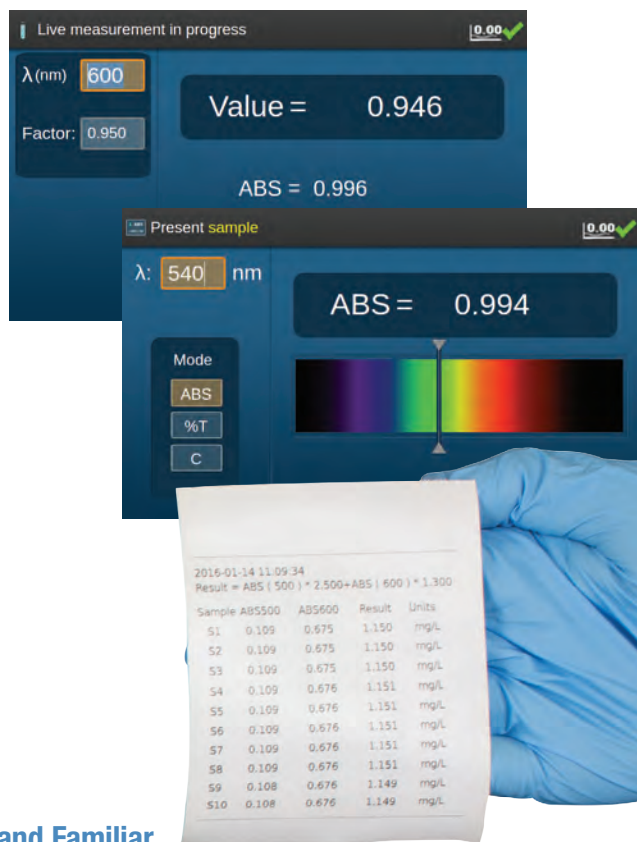 Live measurement in progress
0.00
λ(nm) 600
Value = 0.946
Factor: 0.950
ABS = 0.996
Present sample
0.00
λ: 540 nm
ABS = 0.994
Mode
ABS
%T
C
2016-01-14 11:09:34
Result = ABS ( 500 ) * 2.500+ABS ( 600 ) * 1.300
Sample ABS500 ABS600 Result Units
S1 0.109 0.675 1.150 mg/L
S2 0.109 0.675 1.150 mg/L
S3 0.109 0.675 1.150 mg/L
S4 0.109 0.676 1.151 mg/L
S5 0.109 0.676 1.151 mg/L
S6 0.109 0.676 1.151 mg/L
S7 0.109 0.676 1.151 mg/L
S8 0.109 0.676 1.151 mg/L
S9 0.108 0.676 1.149 mg/L
S10 0.108 0.676 1.149 mg/L
and Familiar